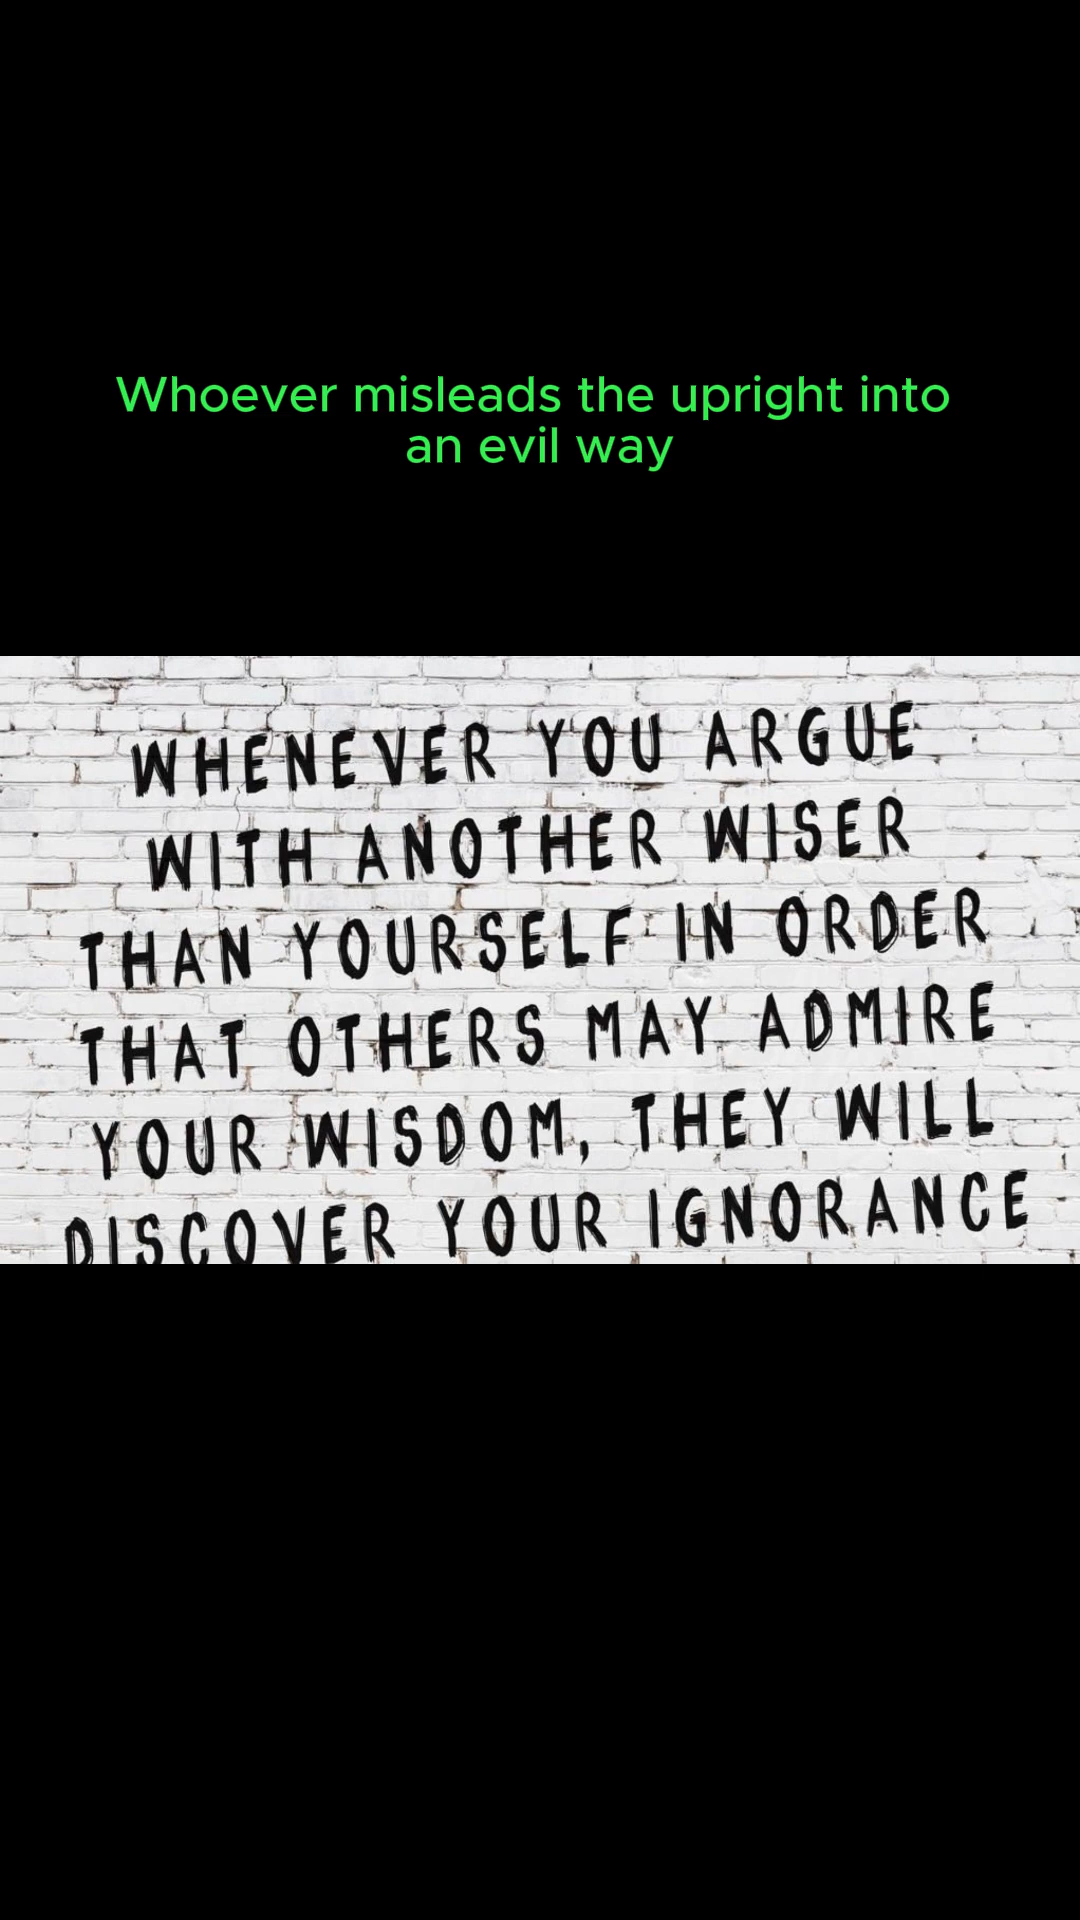 Whoever misleads the upright into
an evil way
WHENEVER YOU ARGUE
WITH ANOTHER WISER
THAN YOURSELF IN ORDER
THAT OTHERS MAY ADMIRE
YOUR WISDOM, THEY WILL
DISCOVER YOUR IGNORANCE